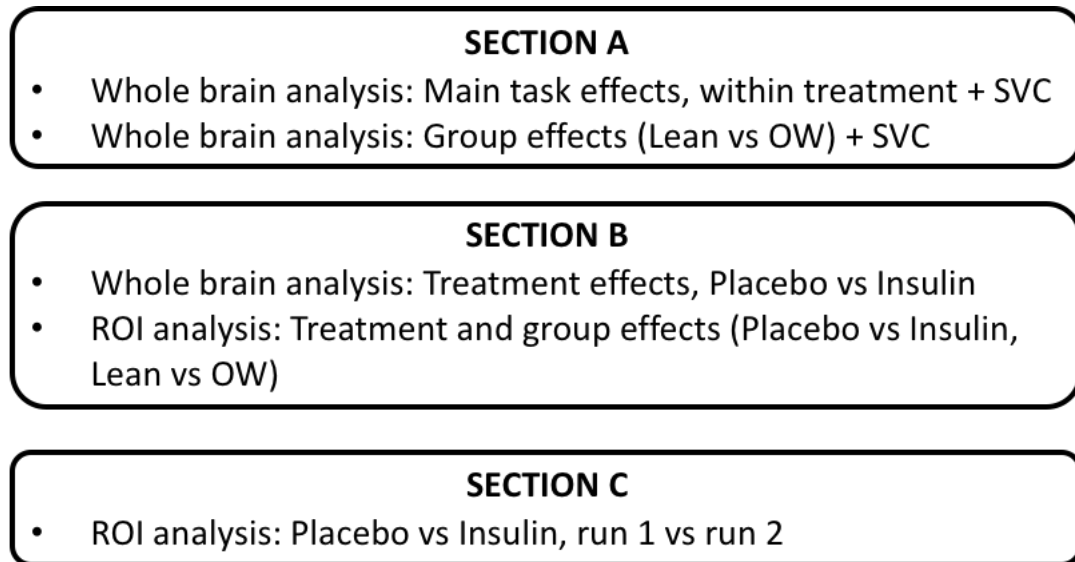 SECTION A
• Whole brain analysis: Main task effects, within treatment + SVC
• Whole brain analysis: Group effects (Lean vs OW) + SVC
SECTION B
• Whole brain analysis: Treatment effects, Placebo vs Insulin
• ROI analysis: Treatment and group effects (Placebo vs Insulin,
Lean vs OW)
SECTION C
• ROI analysis: Placebo vs Insulin, run 1 vs run 2